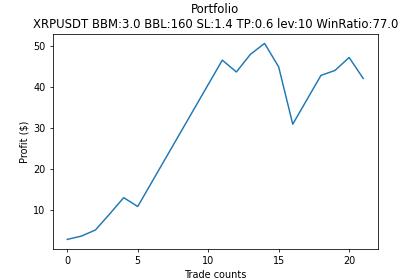 Portfolio
XRPUSDT BBM:3.0 BBL:160 SL:1.4 TP:0.6 lev:10 WinRatio:77.0
50
40
30
20
10
Profit ($)
0 5 10 15 20
Trade counts